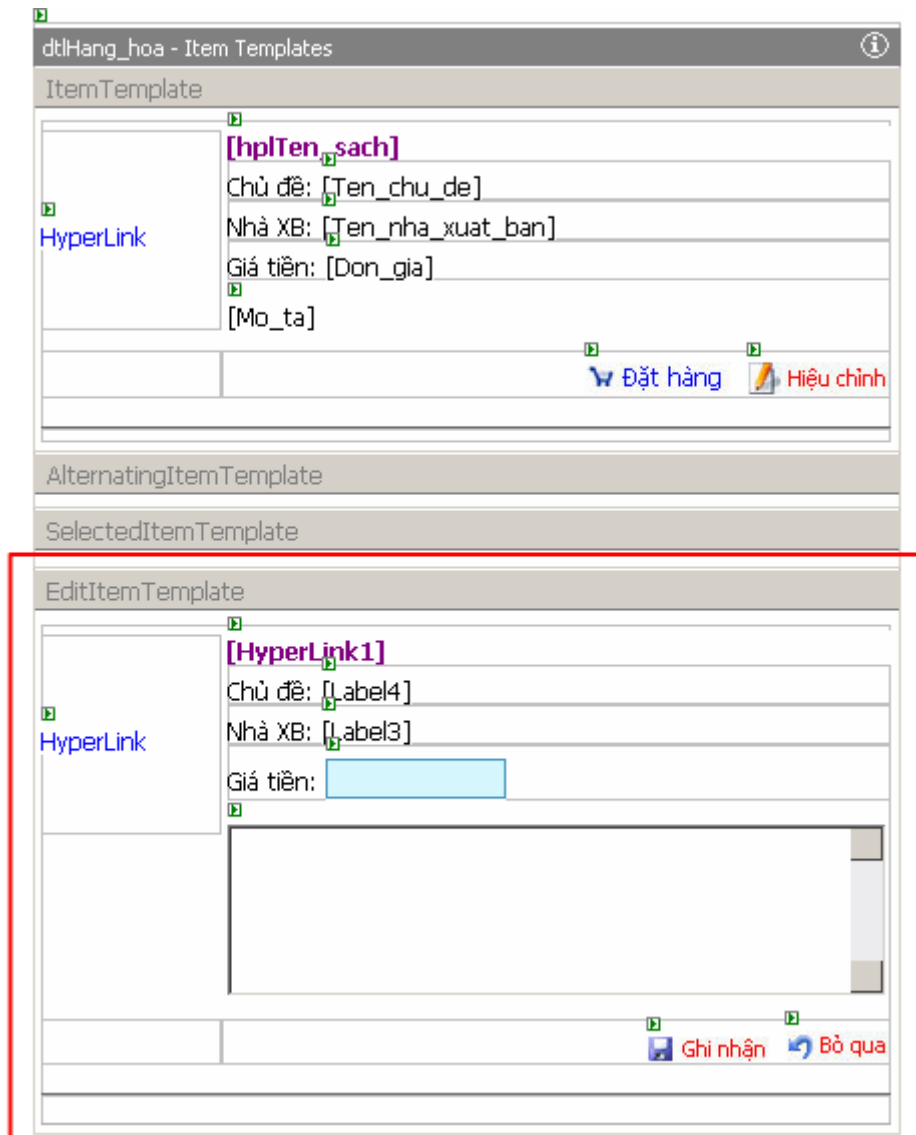 dtlHang_hoa - Item Templates
ItemTemplate
[hplTen_sach]
Chủ đề: [Ten_chu_de]
HyperLink
Nhà XB: [Ten_nha_xuat_ban]
Giá tiền: [Don_gia]
[Mo_ta]
Đặt hàng Hiệu chỉnh
AlternatingItemTemplate
SelectedItemTemplate
EditItemTemplate
[HyperLink1]
Chủ đề: [Label4]
HyperLink
Nhà XB: [Label3]
Giá tiền:
Ghi nhận Bỏ qua